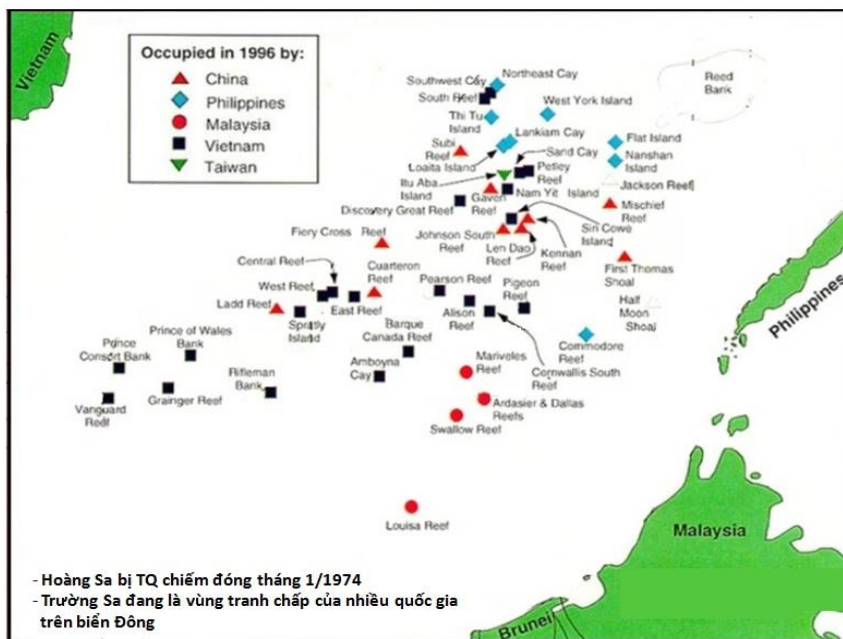 Vietnam
Occupied in 1996 by:
China
Philippines
Malaysia
Vietnam
Taiwan
Southwest Cay
Northeast Cay
South Reef
Reed
Bank
West York Island
Thi Tu
Island
Lankiam Cay
Flat Island
Subi
Reef
Loaita Island
Sand Cay
Nanshan
Island
Petley
Reef
Itu Aba
Island
Gaven
Reef
Nam Yit Island
Jackson Reef
Mischief
Reef
Discovery Great Reef
Sin Cowe
Island
Fiery Cross Reef
Johnson South
Reef
Len Dao
Reef
Kennan
Reef
First Thomas
Shoal
Central Reef
Cuarteron
Reef
Pearson Reef
Pigeon
Reef
West Reef
Ladd Reef
East Reef
Spratly
Island
Alison
Reef
Half
Moon
Shoal
Philippines
Prince
Consort Bank
Prince of Wales
Bank
Barque
Canada Reef
Commodore
Reef
Amboyna
Cay
Mariveles
Reef
Cornwallis South
Reef
Rifleman
Bank
Vanguard
Reef
Grainger Reef
Ardasier & Dallas
Reefs
Swallow Reef
Louisa Reef
Malaysia
Brunei
- Hoàng Sa bị TQ chiếm đóng tháng 1/1974
- Trường Sa đang là vùng tranh chấp của nhiều quốc gia
trên biển Đông